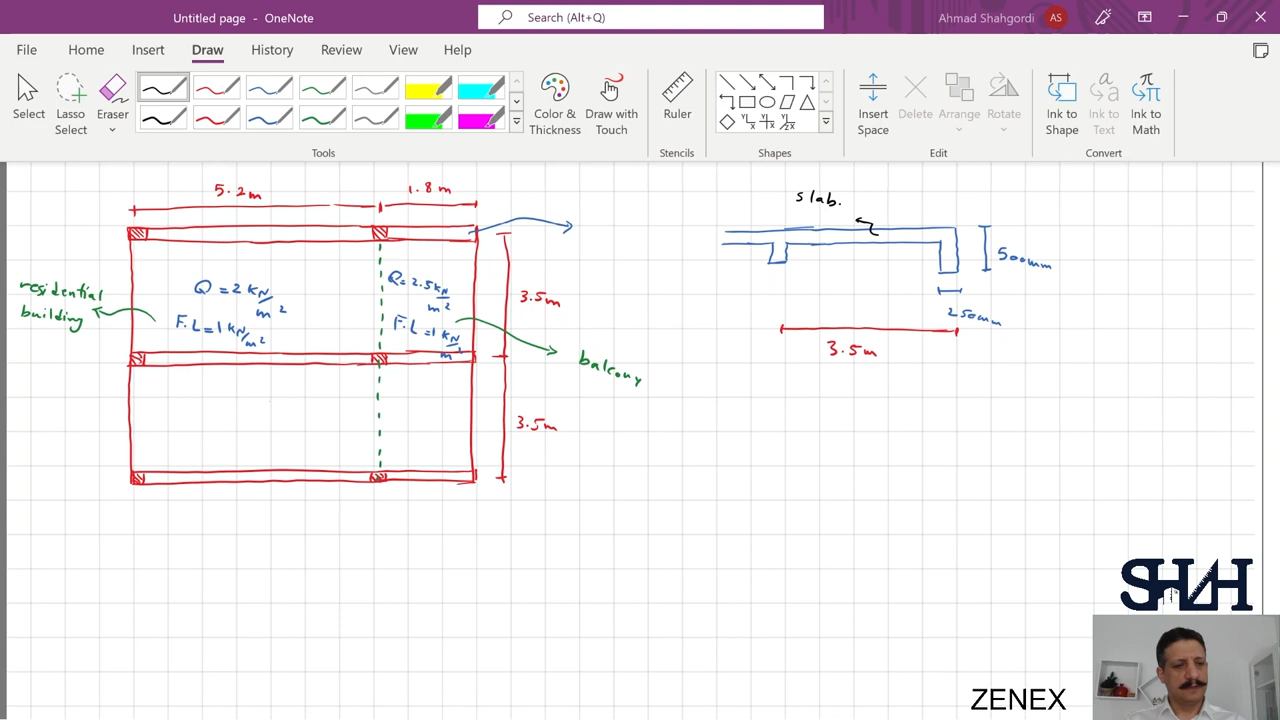 Untitled page - OneNote
Search (Alt+Q)
Ahmad Shahgordi
AS
File
Home
Insert
Draw
History
Review
View
Help
Select
Lasso
Select
Eraser
Color &
Thickness
Draw with
Touch
Ruler
Insert
Space
Delete
Arrange
Rotate
Ink to
Shape
Ink to
Text
Ink to
Math
Tools
Stencils
Shapes
Edit
Convert
5.2m
1.8m
slab.
residential
building
Q = 2 kN/m²
F.L = 1 kN/m²
Q = 2.5 kN/m²
F.L = 1 kN/m²
3.5m
balcony
3.5m
500mm
250mm
3.5m
SHZH
ZENEX